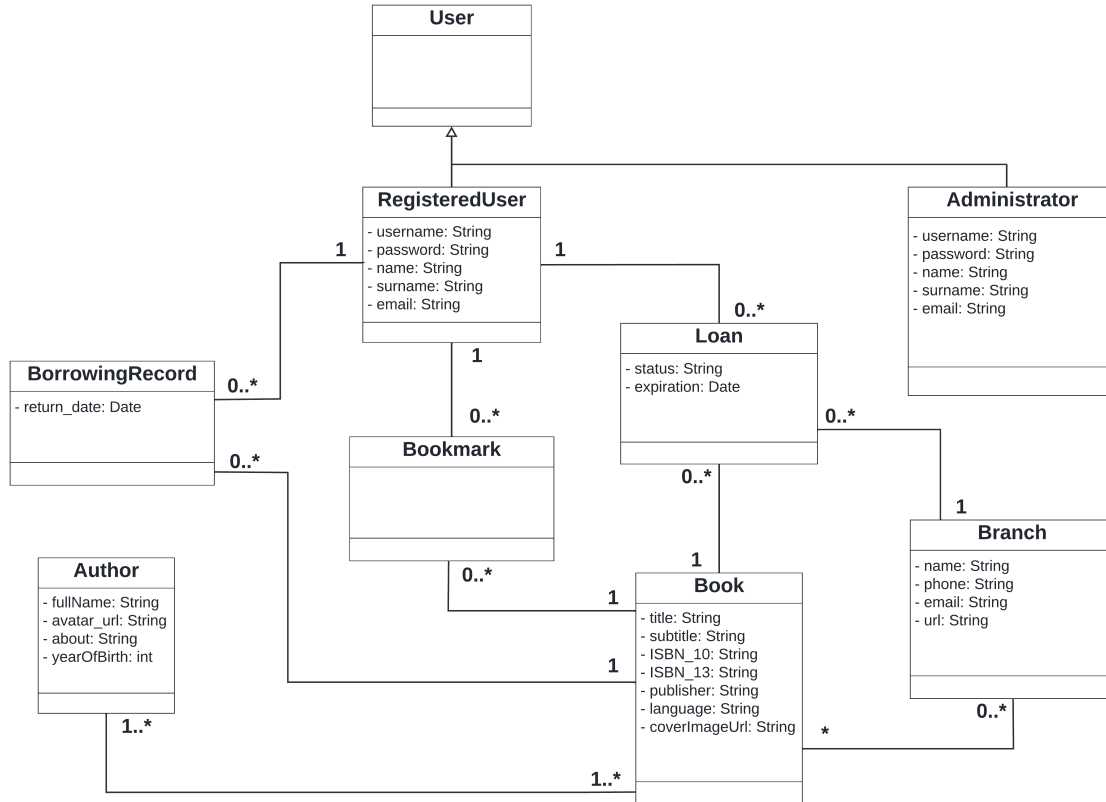 User
RegisteredUser
- username: String
- password: String
- name: String
- surname: String
- email: String
Administrator
- username: String
- password: String
- name: String
- surname: String
- email: String
1
1
0..*
Loan
- status: String
- expiration: Date
1
BorrowingRecord
- return_date: Date
0..*
0..*
0..*
Bookmark
0..*
0..*
1
Branch
- name: String
- phone: String
- email: String
- url: String
1
Author
- fullName: String
- avatar_url: String
- about: String
- yearOfBirth: int
0..*
Book
- title: String
- subtitle: String
- ISBN_10: String
- ISBN_13: String
- publisher: String
- language: String
- coverImageUrl: String
1
1
0..*
1..*
*
1..*